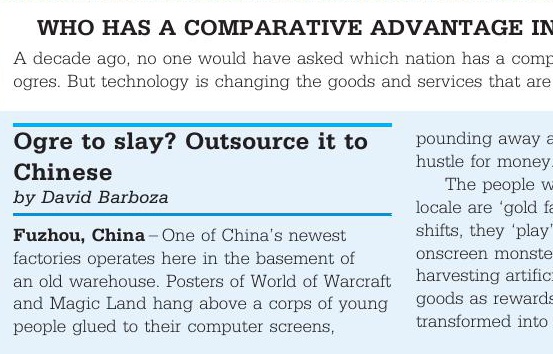 WHO HAS A COMPARATIVE ADVANTAGE IN
A decade ago, no one would have asked which nation has a comp
ogres. But technology is changing the goods and services that are
Ogre to slay? Outsource it to
Chinese
by David Barboza
Fuzhou, China – One of China's newest
factories operates here in the basement of
an old warehouse. Posters of World of Warcraft
and Magic Land hang above a corps of young
people glued to their computer screens,
pounding away a
hustle for money.
The people w
locale are 'gold fa
shifts, they 'play'
onscreen monste
harvesting artific
goods as rewards
transformed into